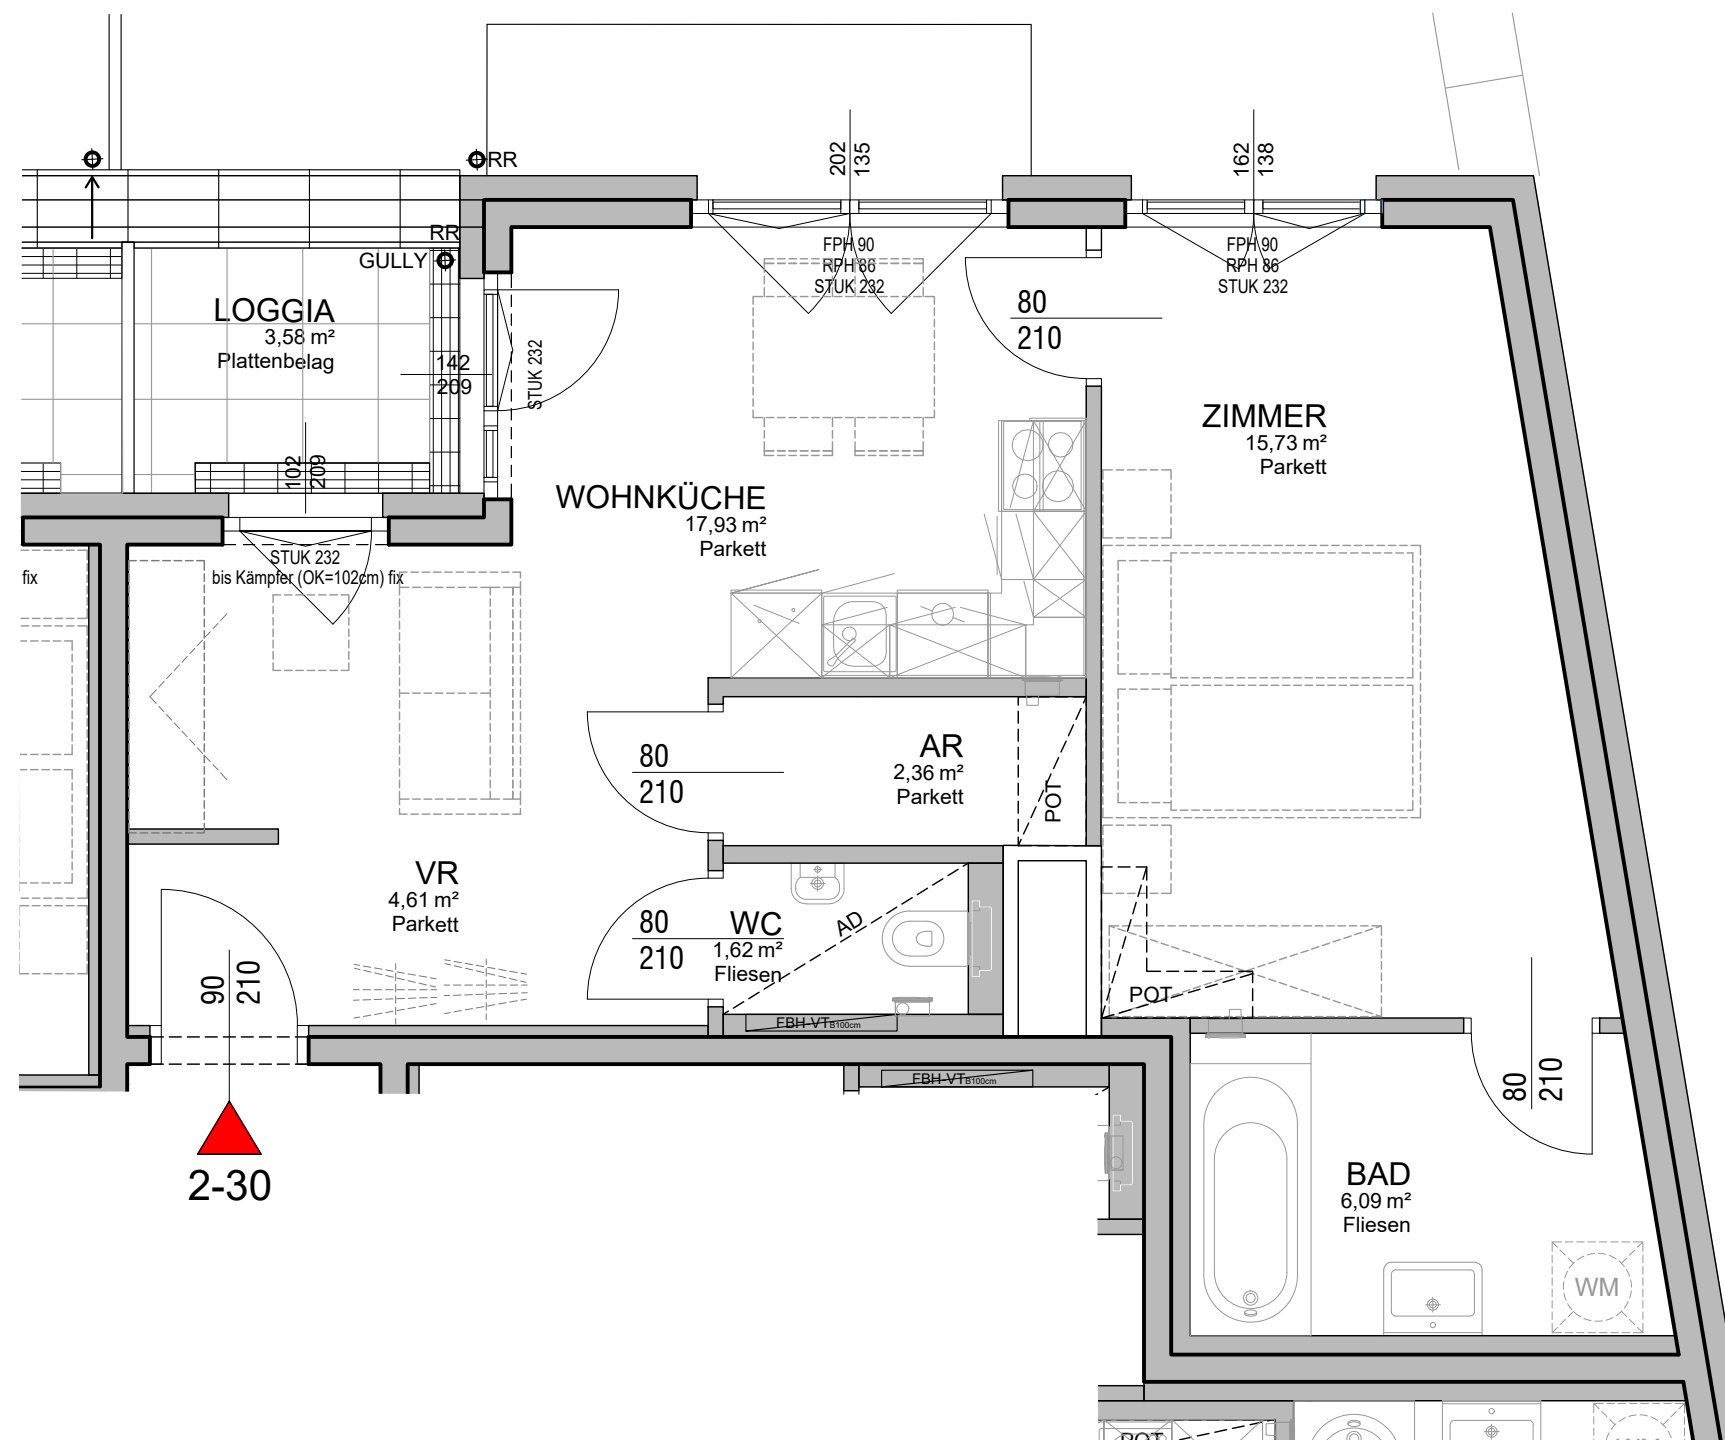 RR
202
135
162
138
RR
GULLY
FPH 90
RPH 86
STUK 232
FPH 90
RPH 86
STUK 232
LOGGIA
3,58 m²
Plattenbelag
142
209
STUK 232
80
210
102
209
ZIMMER
15,73 m²
Parkett
WOHNKÜCHE
17,93 m²
Parkett
fix
STUK 232
bis Kämpfer (OK=102cm) fix
80
210
AR
2,36 m²
Parkett
POT
VR
4,61 m²
Parkett
80
210
WC
1,62 m²
Fliesen
AD
90
210
POT
FBH-VT B100cm
FBH-VT B100cm
80
210
2-30
BAD
6,09 m²
Fliesen
WM
POT